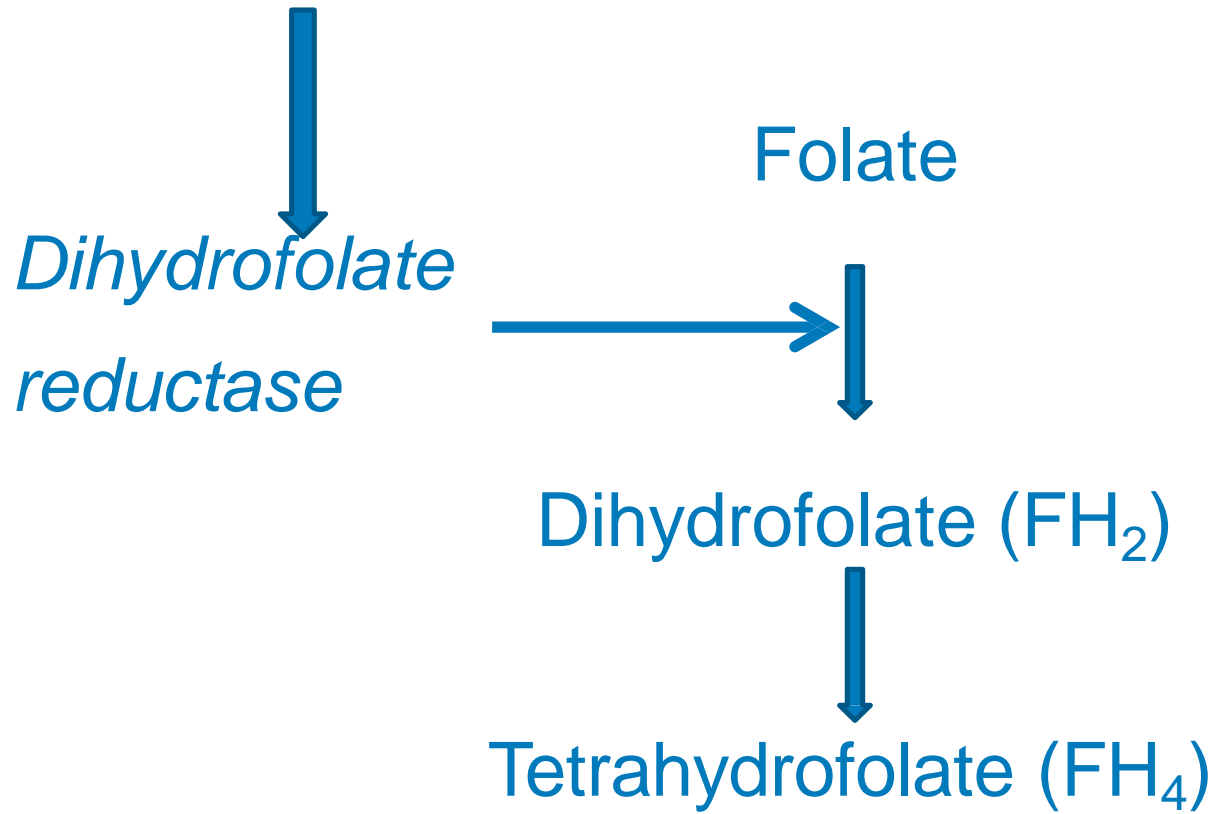 Folate
Dihydrofolate
reductase
Dihydrofolate (FH₂)
Tetrahydrofolate (FH₄)